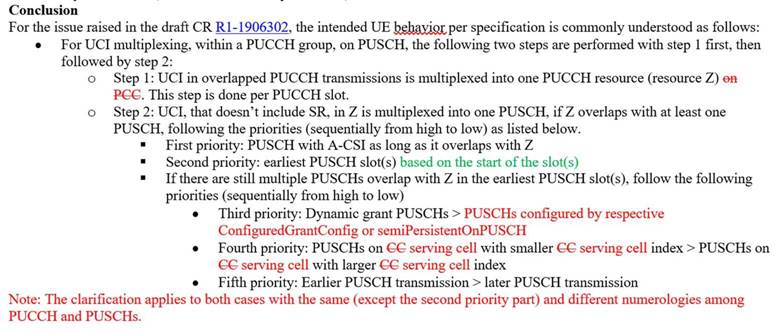 Conclusion
For the issue raised in the draft CR R1-1906302, the intended UE behavior per specification is commonly understood as follows:
• For UCI multiplexing, within a PUCCH group, on PUSCH, the following two steps are performed with step 1 first, then
followed by step 2:
o Step 1: UCI in overlapped PUCCH transmissions is multiplexed into one PUCCH resource (resource Z) on
PCC. This step is done per PUCCH slot.
o Step 2: UCI, that doesn’t include SR, in Z is multiplexed into one PUSCH, if Z overlaps with at least one
PUSCH, following the priorities (sequentially from high to low) as listed below.
▪ First priority: PUSCH with A-CSI as long as it overlaps with Z
▪ Second priority: earliest PUSCH slot(s) based on the start of the slot(s)
▪ If there are still multiple PUSCHs overlap with Z in the earliest PUSCH slot(s), follow the following
priorities (sequentially from high to low)
• Third priority: Dynamic grant PUSCHs > PUSCHs configured by respective
ConfiguredGrantConfig or semiPersistentOnPUSCH
• Fourth priority: PUSCHs on CC serving cell with smaller CC serving cell index > PUSCHs on
CC serving cell with larger CC serving cell index
• Fifth priority: Earlier PUSCH transmission > later PUSCH transmission
Note: The clarification applies to both cases with the same (except the second priority part) and different numerologies among
PUCCH and PUSCHs.